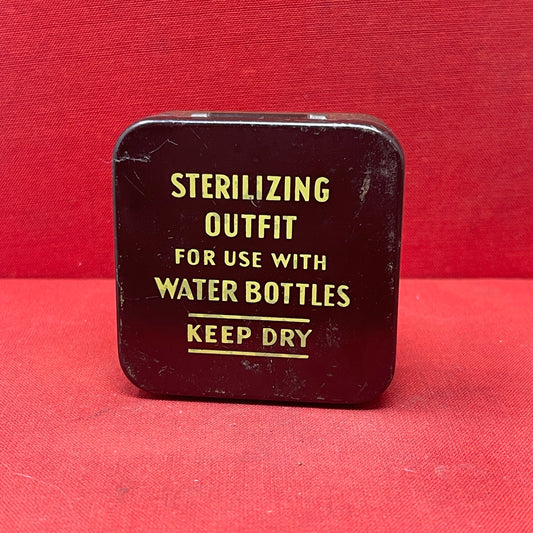 STERILIZING
OUTFIT
FOR USE WITH
WATER BOTTLES
KEEP DRY